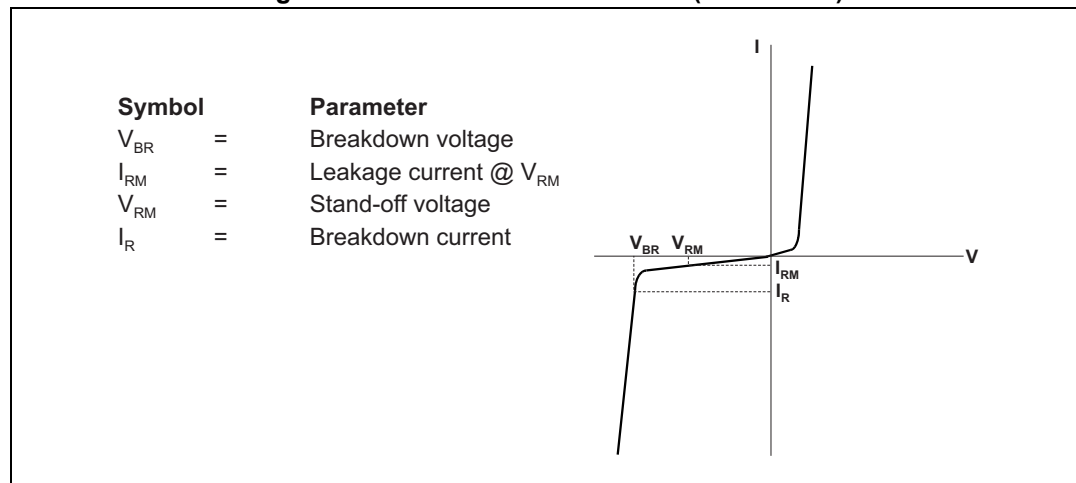 Symbol Parameter
V_BR = Breakdown voltage
I_RM = Leakage current @ V_RM
V_RM = Stand-off voltage
I_R = Breakdown current
I
V_BR V_RM
V
I_RM
I_R